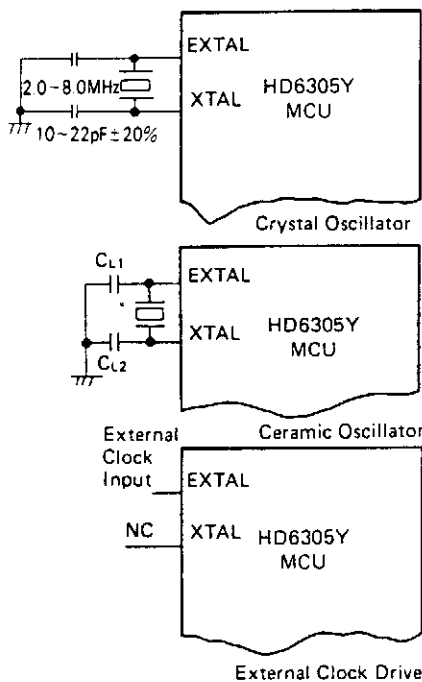 EXTAL
2.0~8.0MHz
HD6305Y
MCU
XTAL
10~22pF±20%
Crystal Oscillator
CL1
EXTAL
*
HD6305Y
MCU
XTAL
CL2
Ceramic Oscillator
External
Clock
Input
EXTAL
NC
XTAL
HD6305Y
MCU
External Clock Drive